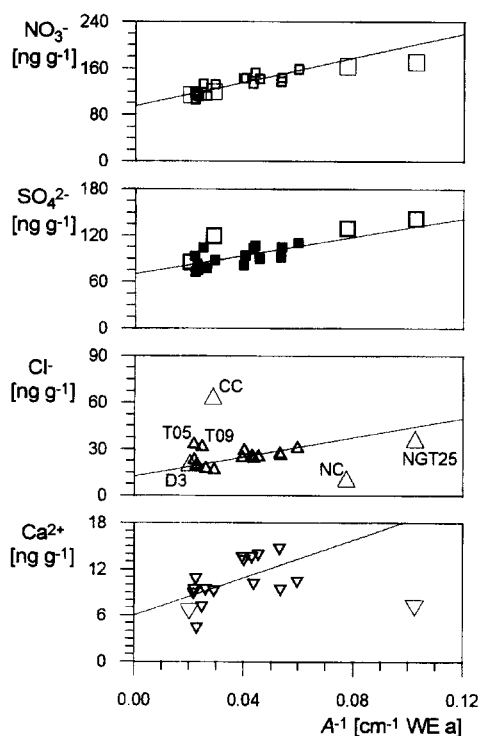 NO₃⁻
[ng g⁻¹]
240
160
80
0
SO₄²⁻
[ng g⁻¹]
180
120
60
0
Cl⁻
[ng g⁻¹]
90
60
30
0
CC
T05
T09
D3
NC
NGT25
Ca²⁺
[ng g⁻¹]
18
12
6
0
0.00
0.04
0.08
0.12
A⁻¹ [cm⁻¹ WE a]